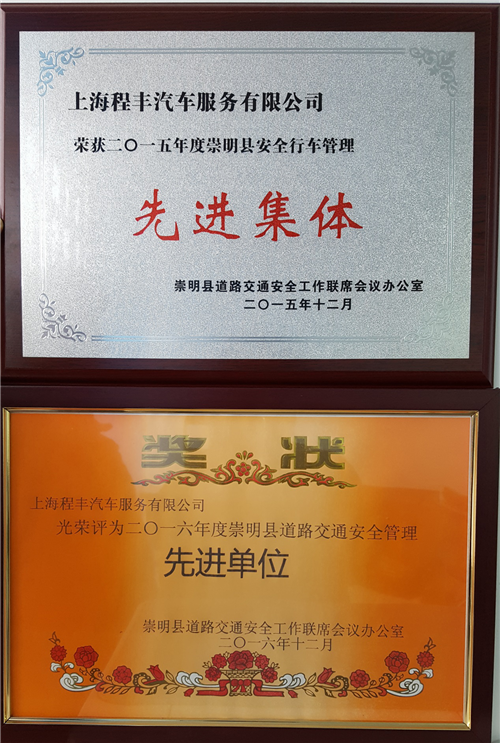 上海程丰汽车服务有限公司
荣获二〇一五年度崇明县安全行车管理
先进集体
崇明县道路交通安全工作联席会议办公室
二〇一五年十二月
奖状
上海程丰汽车服务有限公司
光荣评为二〇一六年度崇明县道路交通安全管理
先进单位
崇明县道路交通安全工作联席会议办公室
二〇一六年十二月